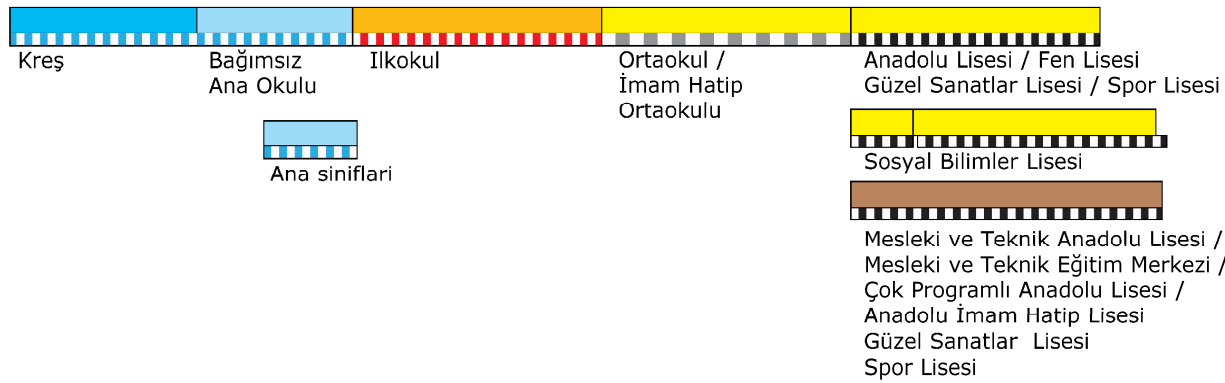 Kreş
Bağımsız
Ana Okulu
Ilkokul
Ortaokul /
İmam Hatip
Ortaokulu
Anadolu Lisesi / Fen Lisesi
Güzel Sanatlar Lisesi / Spor Lisesi
Ana siniflari
Sosyal Bilimler Lisesi
Mesleki ve Teknik Anadolu Lisesi /
Mesleki ve Teknik Eğitim Merkezi /
Çok Programlı Anadolu Lisesi /
Anadolu İmam Hatip Lisesi
Güzel Sanatlar Lisesi
Spor Lisesi